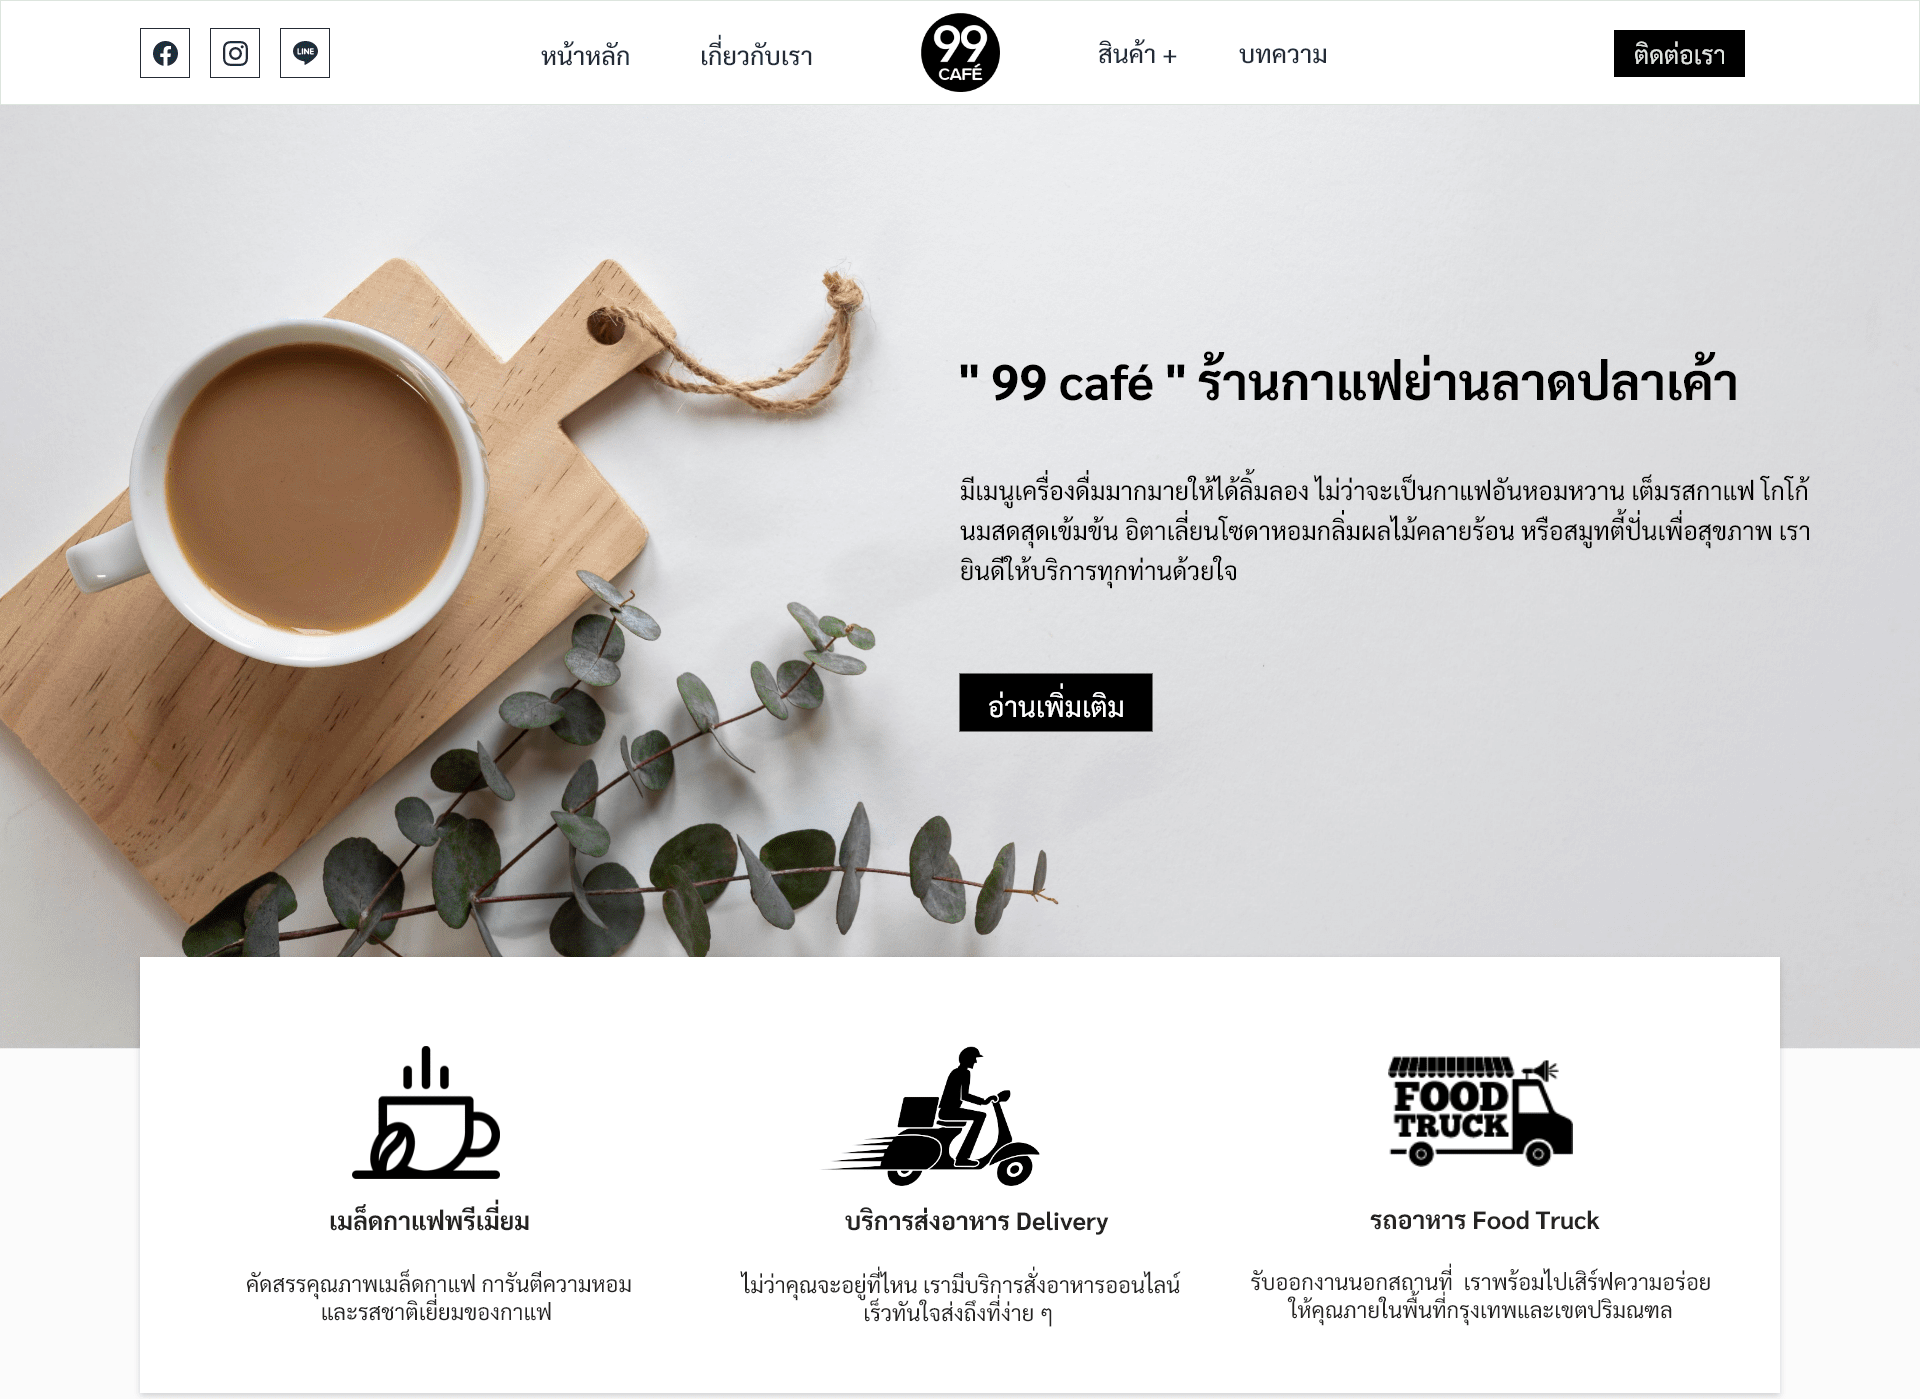 LINE
หน้าหลัก
เกี่ยวกับเรา
99
CAFÉ
สินค้า +
บทความ
ติดต่อเรา
" 99 café " ร้านกาแฟย่านลาดปลาเค้า
มีเมนูเครื่องดื่มมากมายให้ได้ลิ้มลอง ไม่ว่าจะเป็นกาแฟอันหอมหวาน เต็มรสกาแฟ โกโก้
นมสดสุดเข้มข้น อิตาเลี่ยนโซดาหอมกลิ่มผลไม้คลายร้อน หรือสมูทตี้ปั่นเพื่อสุขภาพ เรา
ยินดีให้บริการทุกท่านด้วยใจ
อ่านเพิ่มเติม
FOOD
TRUCK
เมล็ดกาแฟพรีเมี่ยม
บริการส่งอาหาร Delivery
รถอาหาร Food Truck
คัดสรรคุณภาพเมล็ดกาแฟ การันตีความหอม
และรสชาติเยี่ยมของกาแฟ
ไม่ว่าคุณจะอยู่ที่ไหน เรามีบริการสั่งอาหารออนไลน์
เร็วทันใจส่งถึงที่ง่าย ๆ
รับออกงานนอกสถานที่  เราพร้อมไปเสิร์ฟความอร่อย
ให้คุณภายในพื้นที่กรุงเทพและเขตปริมณฑล